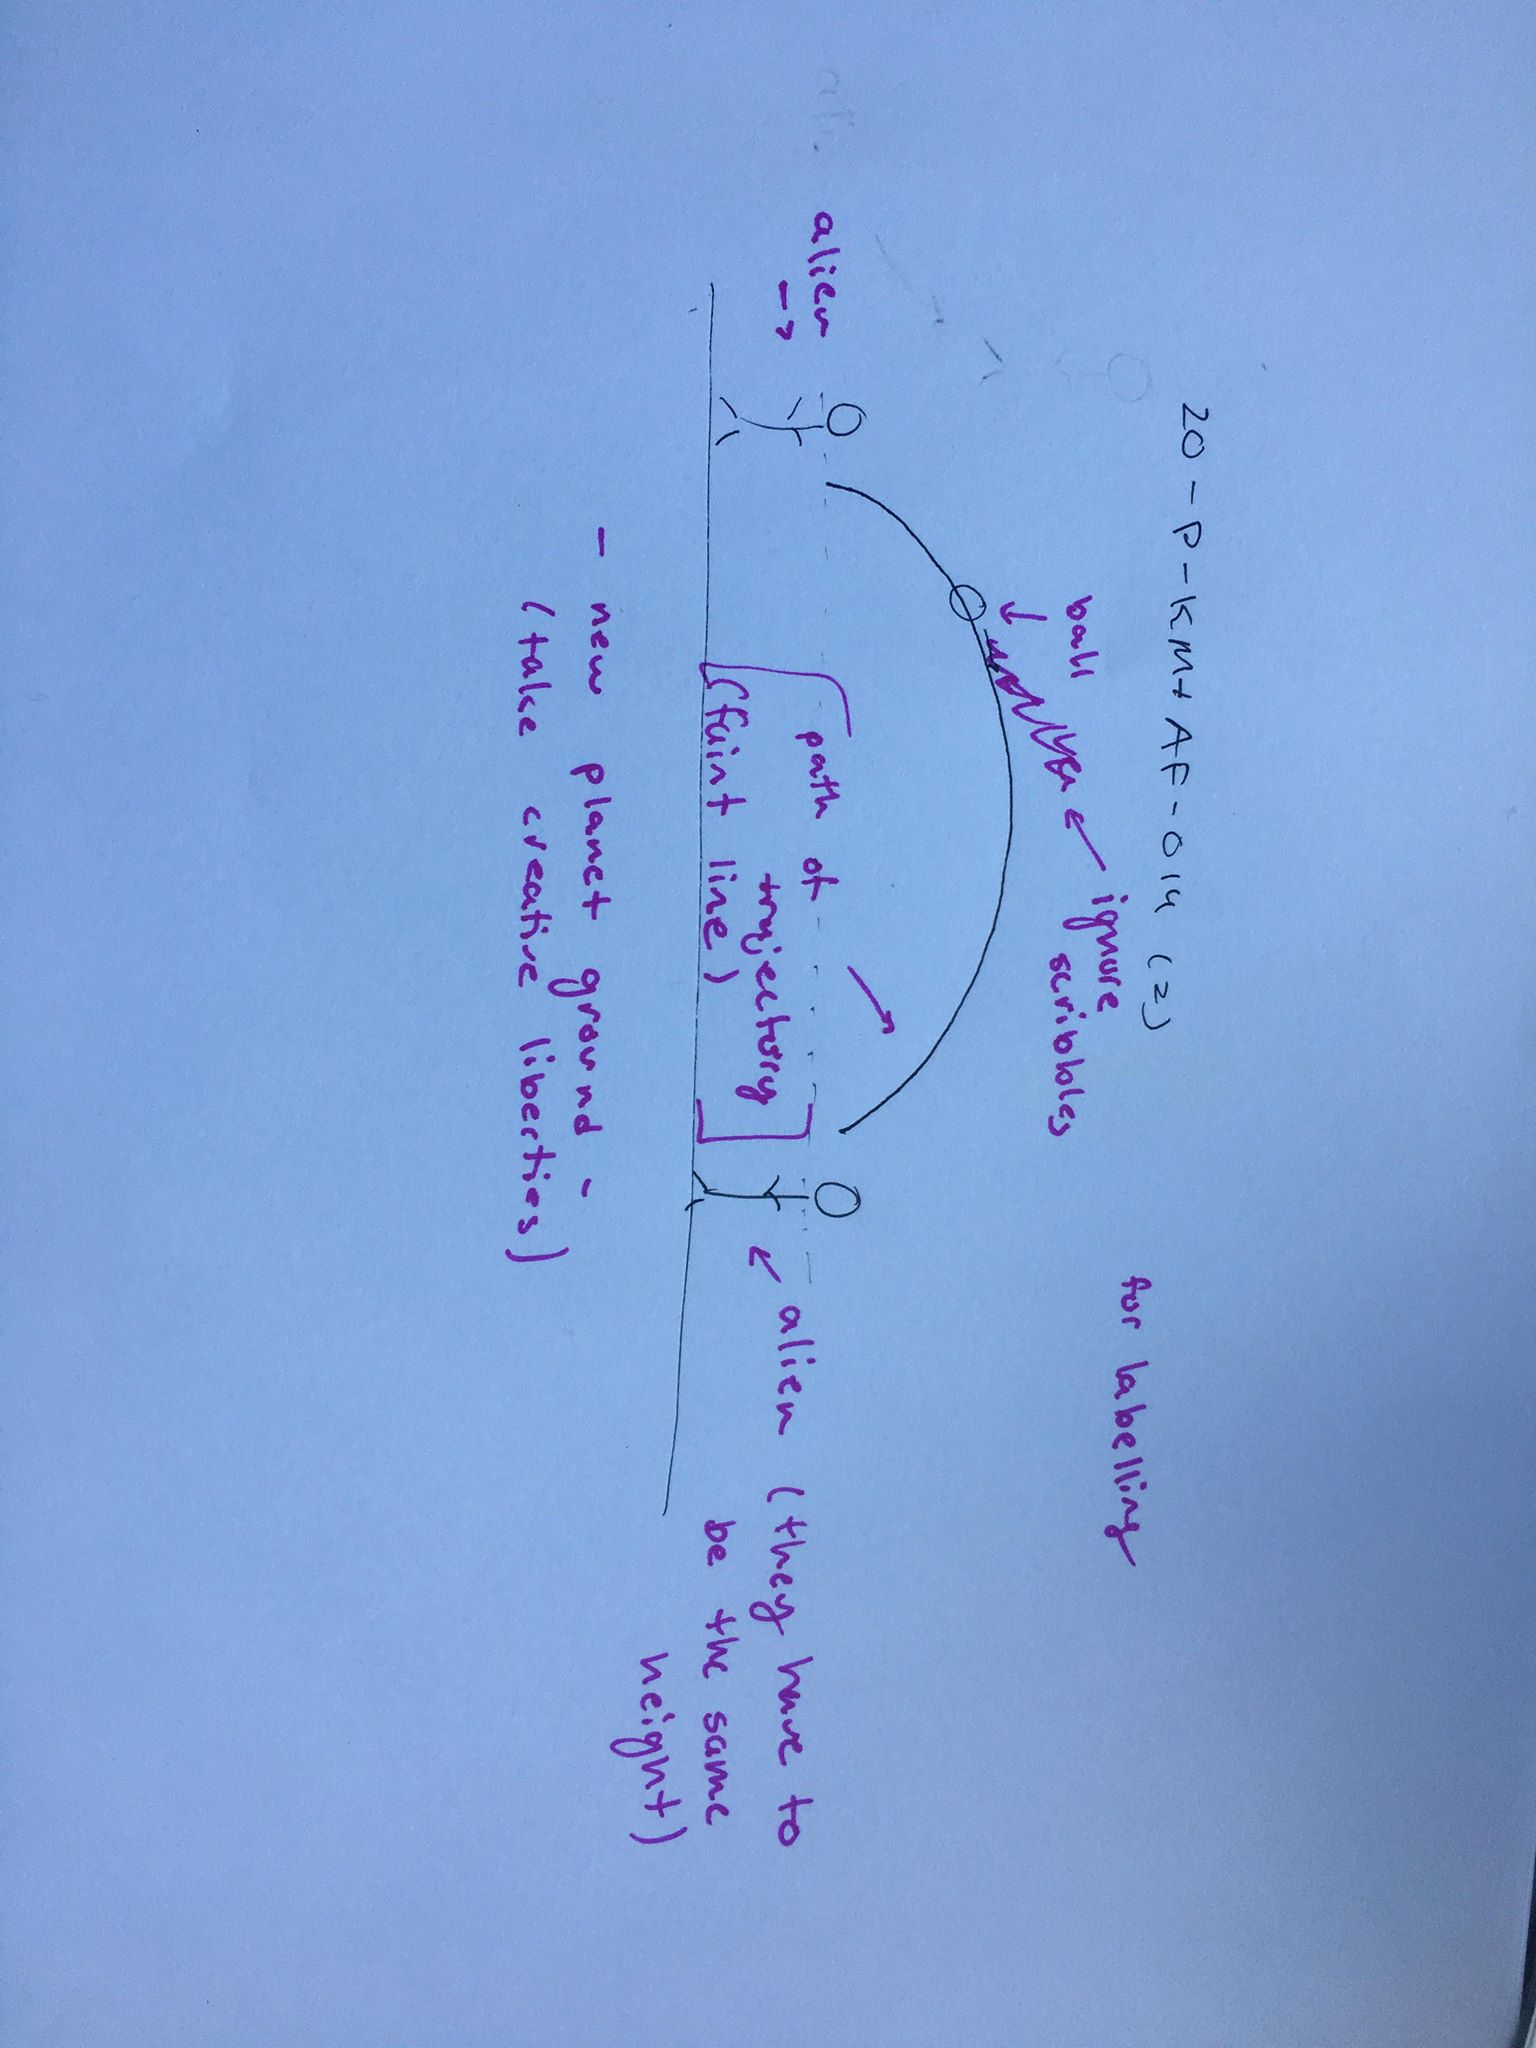 20 - P - KM+ AF - 014 (2)
for labelling
ignore
scribbles
ball
alien
path of
trajectory
(faint line)
alien (they have to
be the same
height)
- new planet ground -
(take creative liberties)